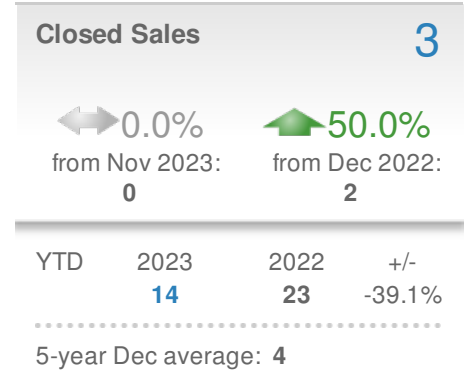 Closed Sales 3
0.0% 50.0%
from Nov 2023: from Dec 2022:
0 2
YTD 2023 2022 +/-
14 23 -39.1%
5-year Dec average: 4